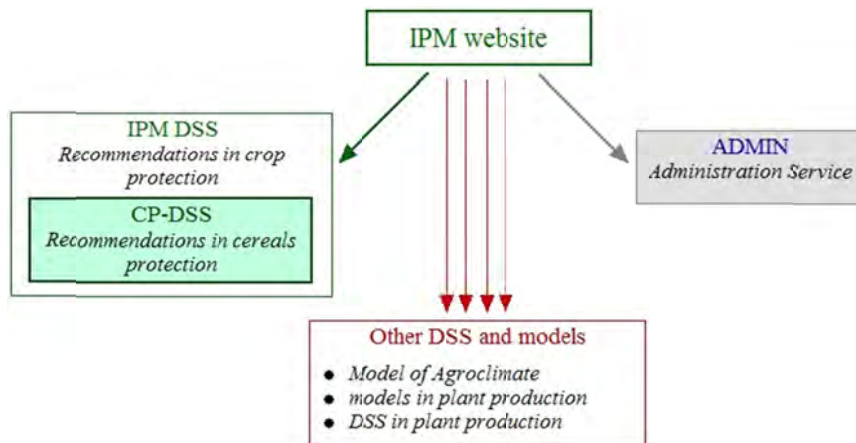 IPM website
IPM DSS
Recommendations in crop
protection
CP-DSS
Recommendations in cereals
protection
ADMIN
Administration Service
Other DSS and models
● Model of Agroclimate
● models in plant production
● DSS in plant production